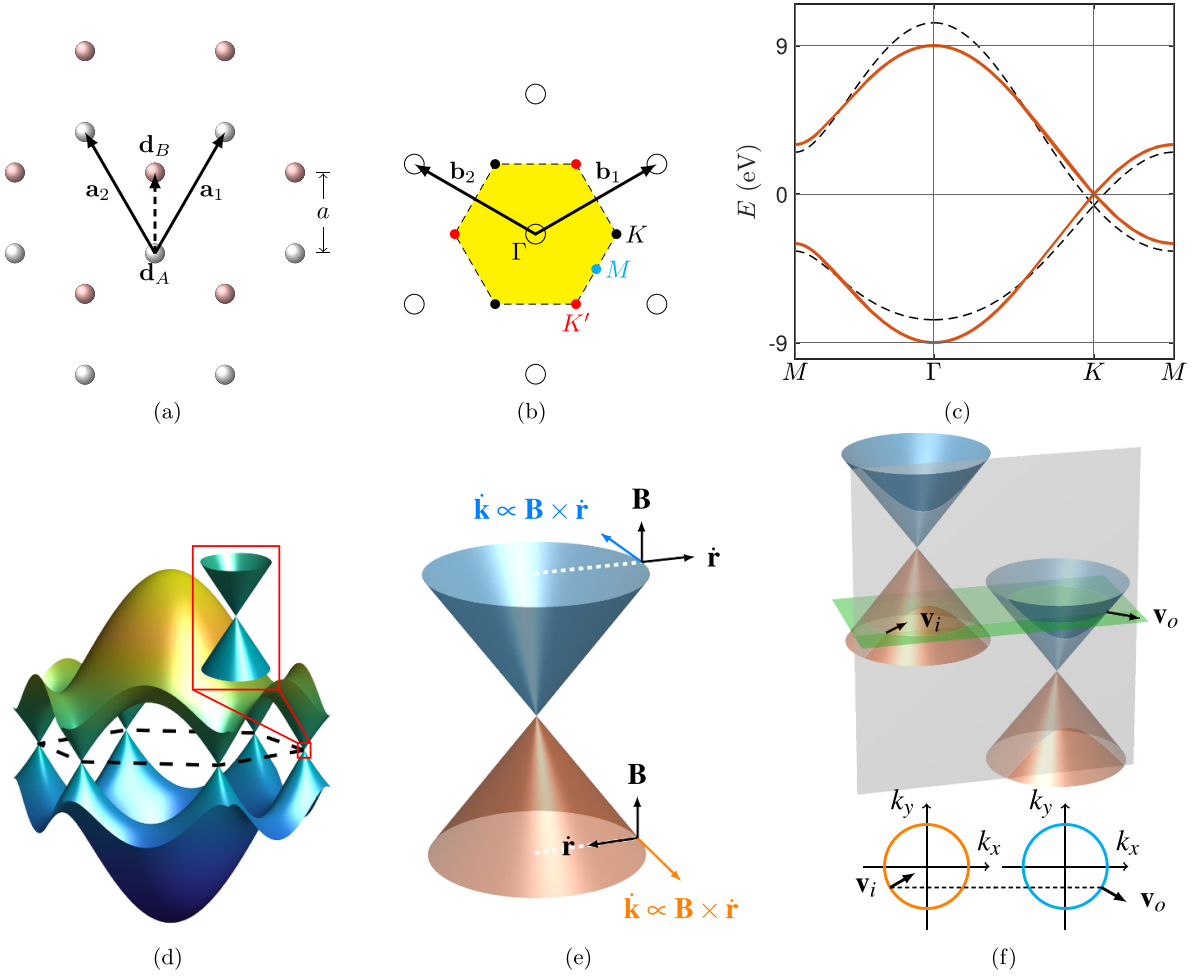 d_B
a_2
a_1
a
d_A
(a)
b_2
b_1
Γ
K
M
K′
(b)
E (eV)
9
0
-9
M
Γ
K
M
(c)
(d)
k̇ ∝ B × ṙ
B
ṙ
B
ṙ
k̇ ∝ B × ṙ
(e)
v_i
v_o
k_y
k_y
k_x
k_x
v_i
v_o
(f)